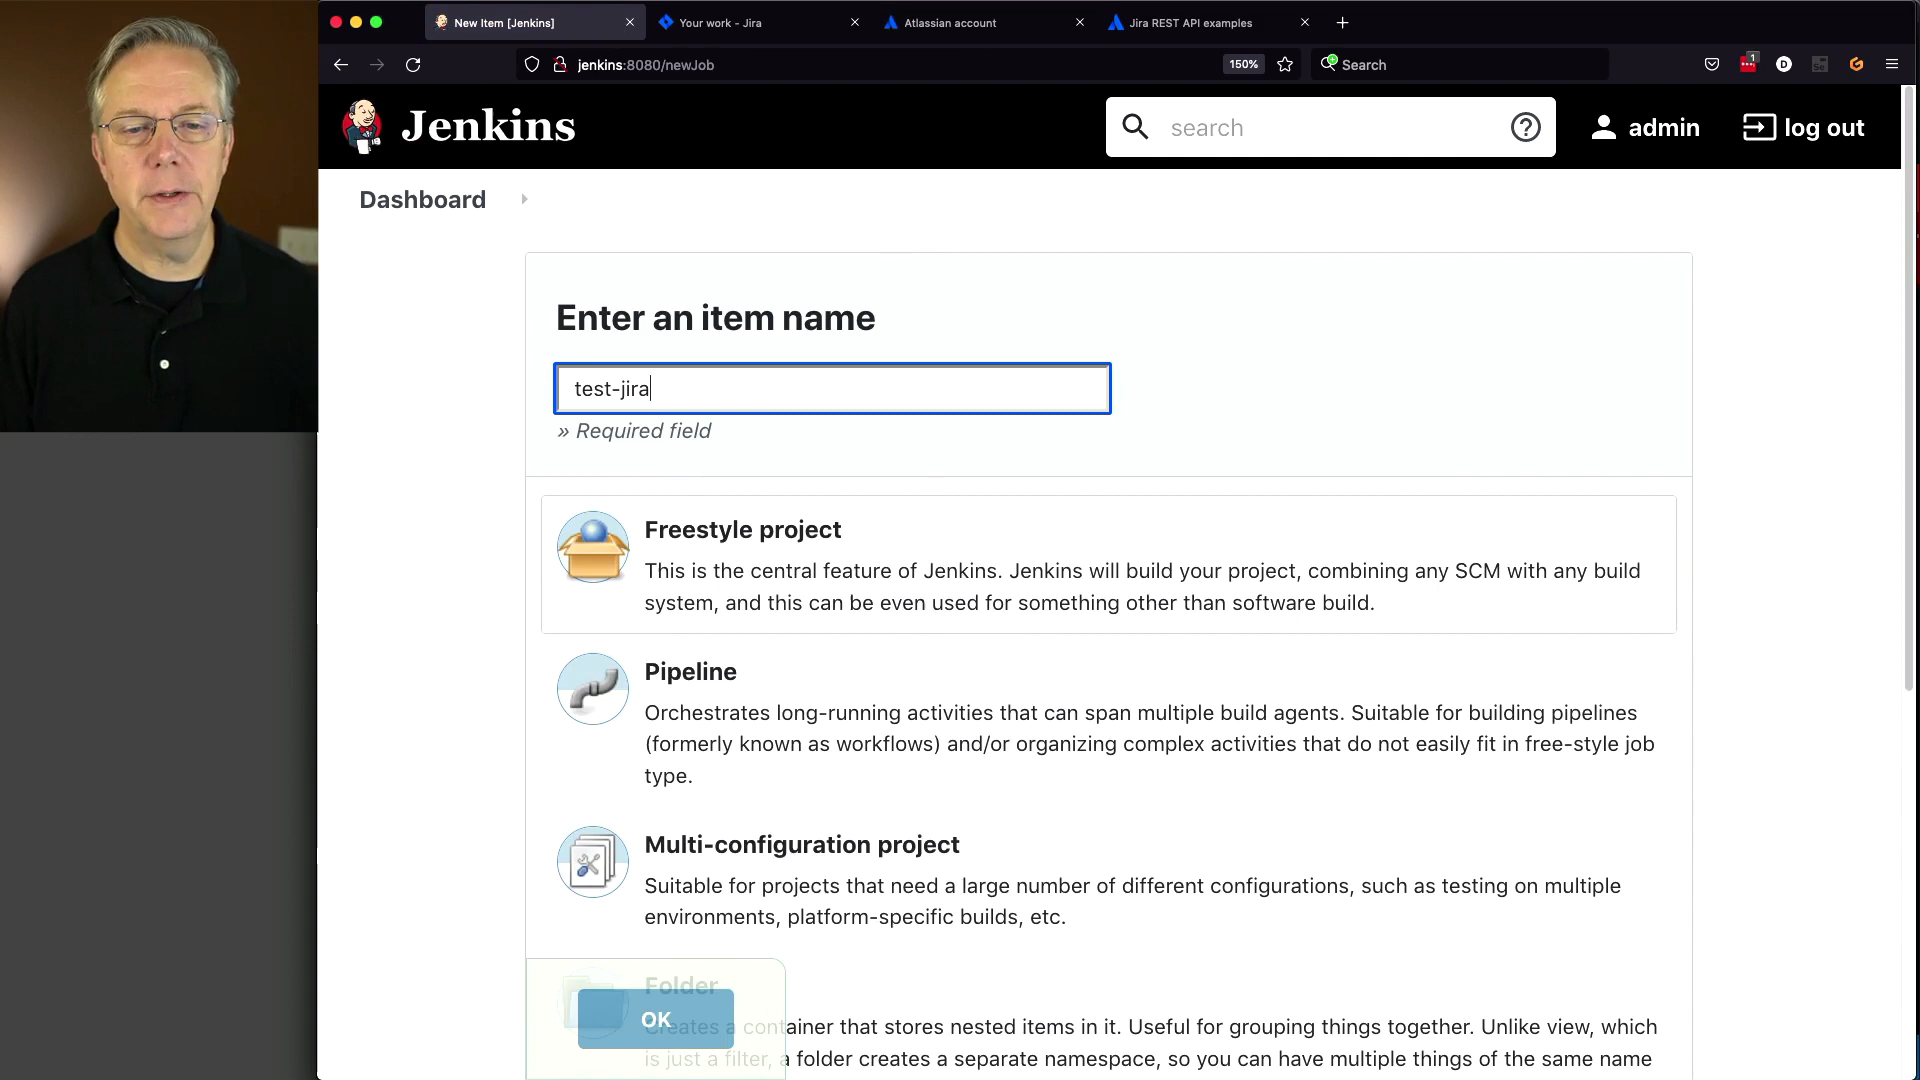 New Item [Jenkins]
Your work - Jira
Atlassian account
Jira REST API examples
jenkins:8080/newJob
150%
Search
1
D
Jenkins
search
admin
log out
Dashboard
Enter an item name
test-jira
» Required field
Freestyle project
This is the central feature of Jenkins. Jenkins will build your project, combining any SCM with any build
system, and this can be even used for something other than software build.
Pipeline
Orchestrates long-running activities that can span multiple build agents. Suitable for building pipelines
(formerly known as workflows) and/or organizing complex activities that do not easily fit in free-style job
type.
Multi-configuration project
Suitable for projects that need a large number of different configurations, such as testing on multiple
environments, platform-specific builds, etc.
Folder
OK
Creates a container that stores nested items in it. Useful for grouping things together. Unlike view, which
is just a filter, a folder creates a separate namespace, so you can have multiple things of the same name